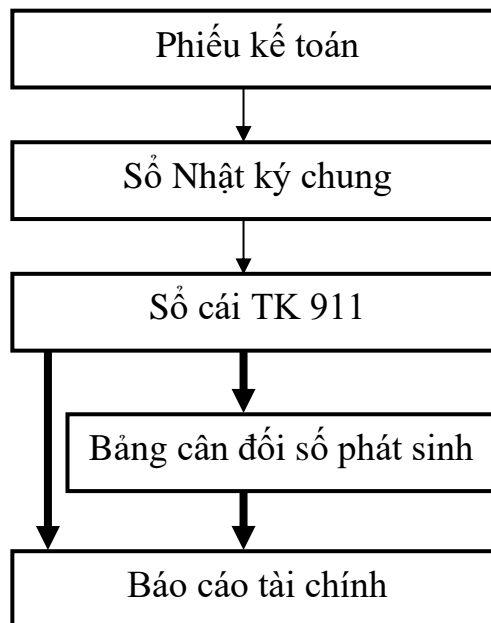 Phiếu kế toán
Sổ Nhật ký chung
Sổ cái TK 911
Bảng cân đối số phát sinh
Báo cáo tài chính